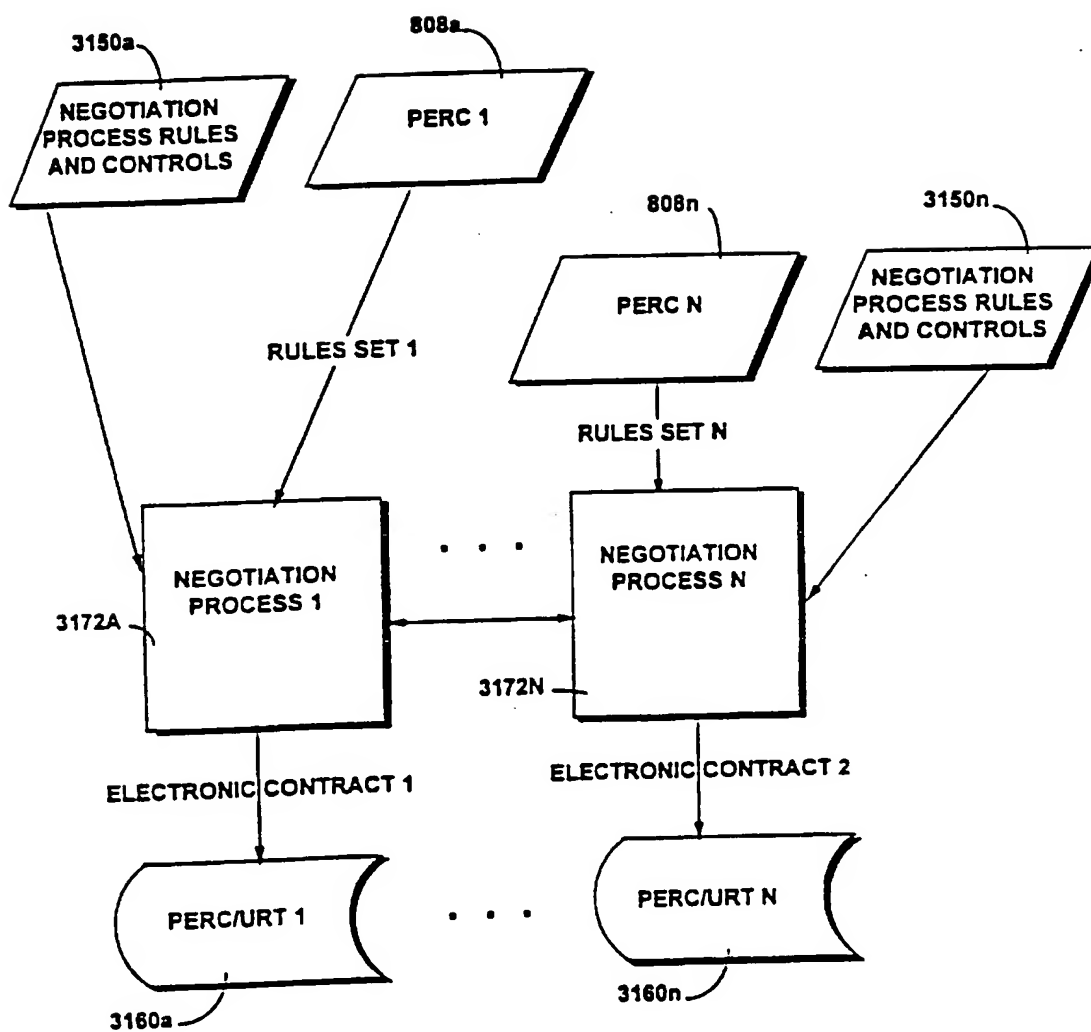 3150a
808a
NEGOTIATION
PROCESS RULES
AND CONTROLS
PERC 1
808n
3150n
PERC N
NEGOTIATION
PROCESS RULES
AND CONTROLS
RULES SET 1
RULES SET N
NEGOTIATION
PROCESS 1
. . .
NEGOTIATION
PROCESS N
3172A
3172N
ELECTRONIC CONTRACT 1
ELECTRONIC CONTRACT 2
PERC/URT 1
. . .
PERC/URT N
3160a
3160n